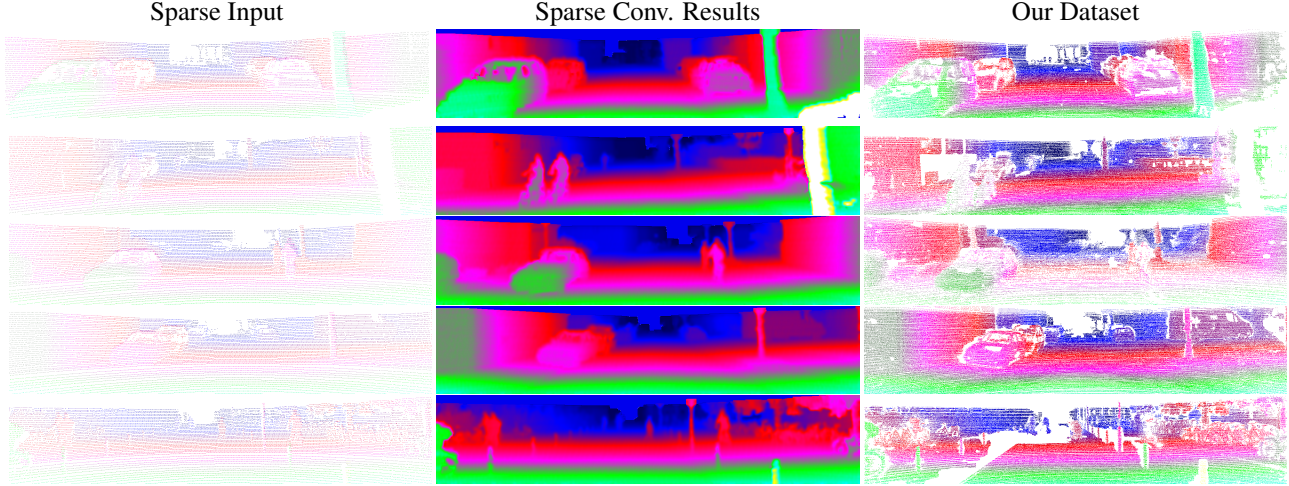 Sparse Input
Sparse Conv. Results
Our Dataset